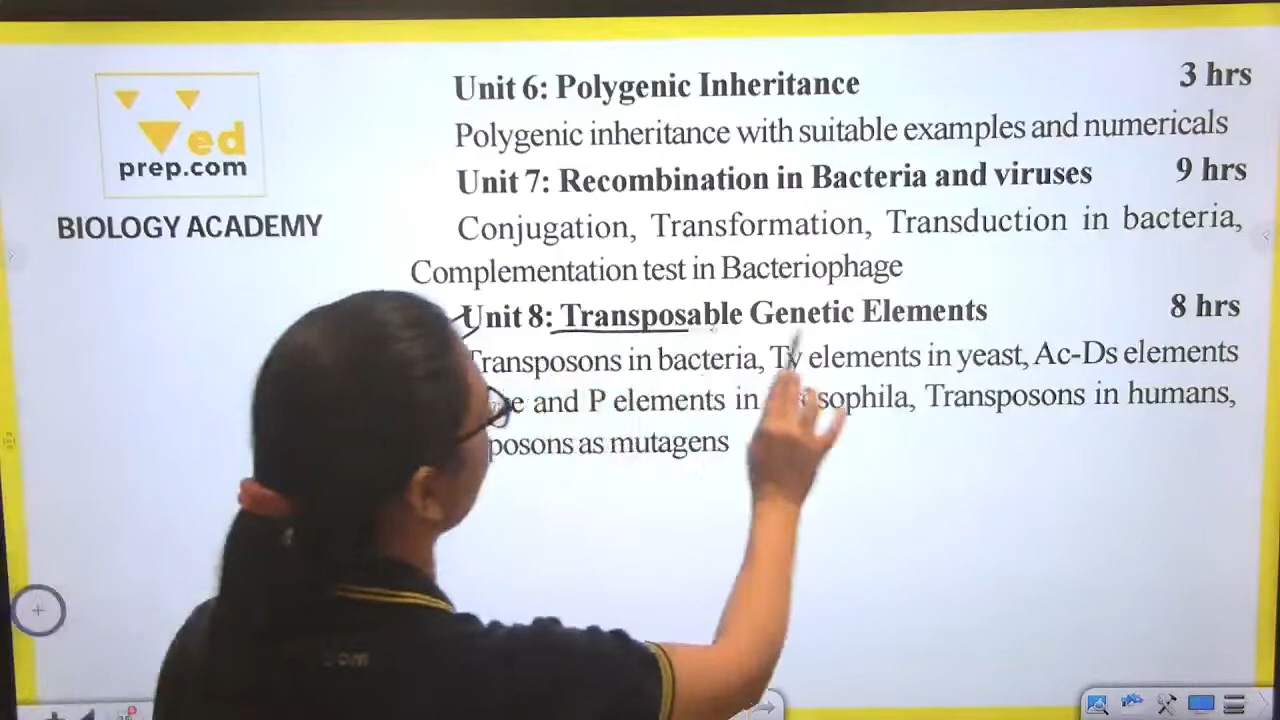 ed
prep.com
BIOLOGY ACADEMY
Unit 6: Polygenic Inheritance 3 hrs
Polygenic inheritance with suitable examples and numericals
Unit 7: Recombination in Bacteria and viruses 9 hrs
Conjugation, Transformation, Transduction in bacteria,
Complementation test in Bacteriophage
Unit 8: Transposable Genetic Elements 8 hrs
Transposons in bacteria, Ty elements in yeast, Ac-Ds elements
and P elements in Transposons in humans,
as mutagens